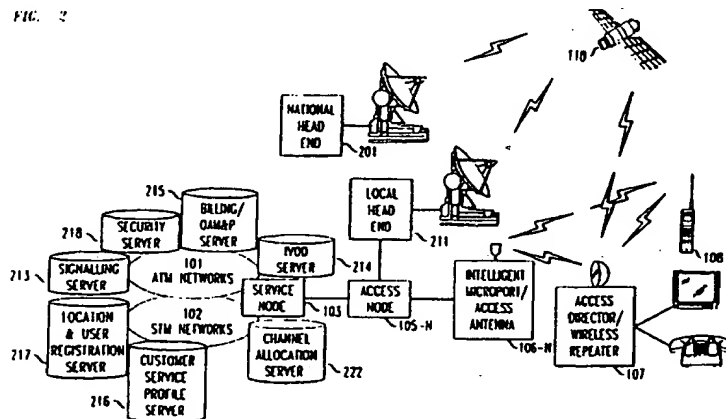 FIG. 2
110
NATIONAL
HEAD
END
201
LOCAL
HEAD
END
211
215
BILLING/
OAM&P
SERVER
218
SECURITY
SERVER
213
SIGNALLING
SERVER
101
ATM NETWORKS
IVOD
SERVER
214
SERVICE
NODE
103
ACCESS
NODE
105-N
INTELLIGENT
MICROPORT/
ACCESS
ANTENNA
106-N
ACCESS
DIRECTOR/
WIRELESS
REPEATER
107
108
LOCATION
& USER
REGISTRATION
SERVER
217
102
STM NETWORKS
CUSTOMER
SERVICE
PROFILE
SERVER
216
CHANNEL
ALLOCATION
SERVER
222